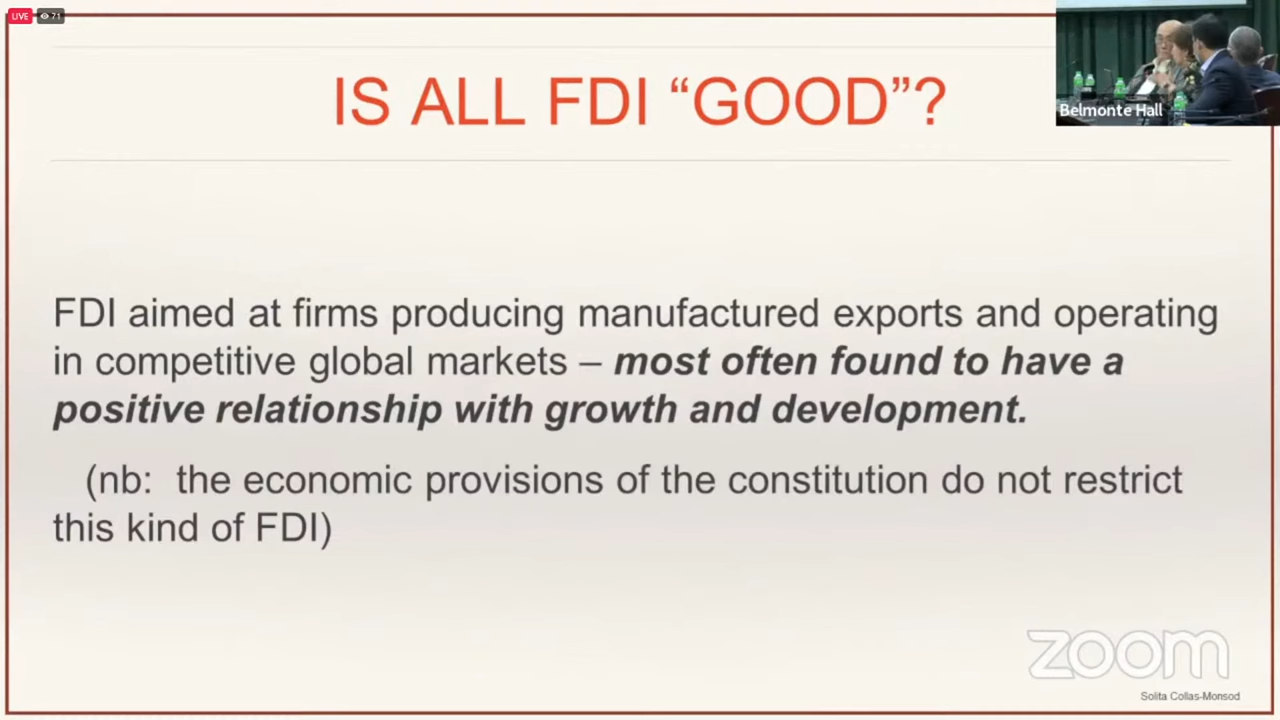 LIVE 71
IS ALL FDI “GOOD”?
Belmonte Hall
FDI aimed at firms producing manufactured exports and operating
in competitive global markets – most often found to have a
positive relationship with growth and development.
(nb: the economic provisions of the constitution do not restrict
this kind of FDI)
zoom
Solita Collas-Monsod